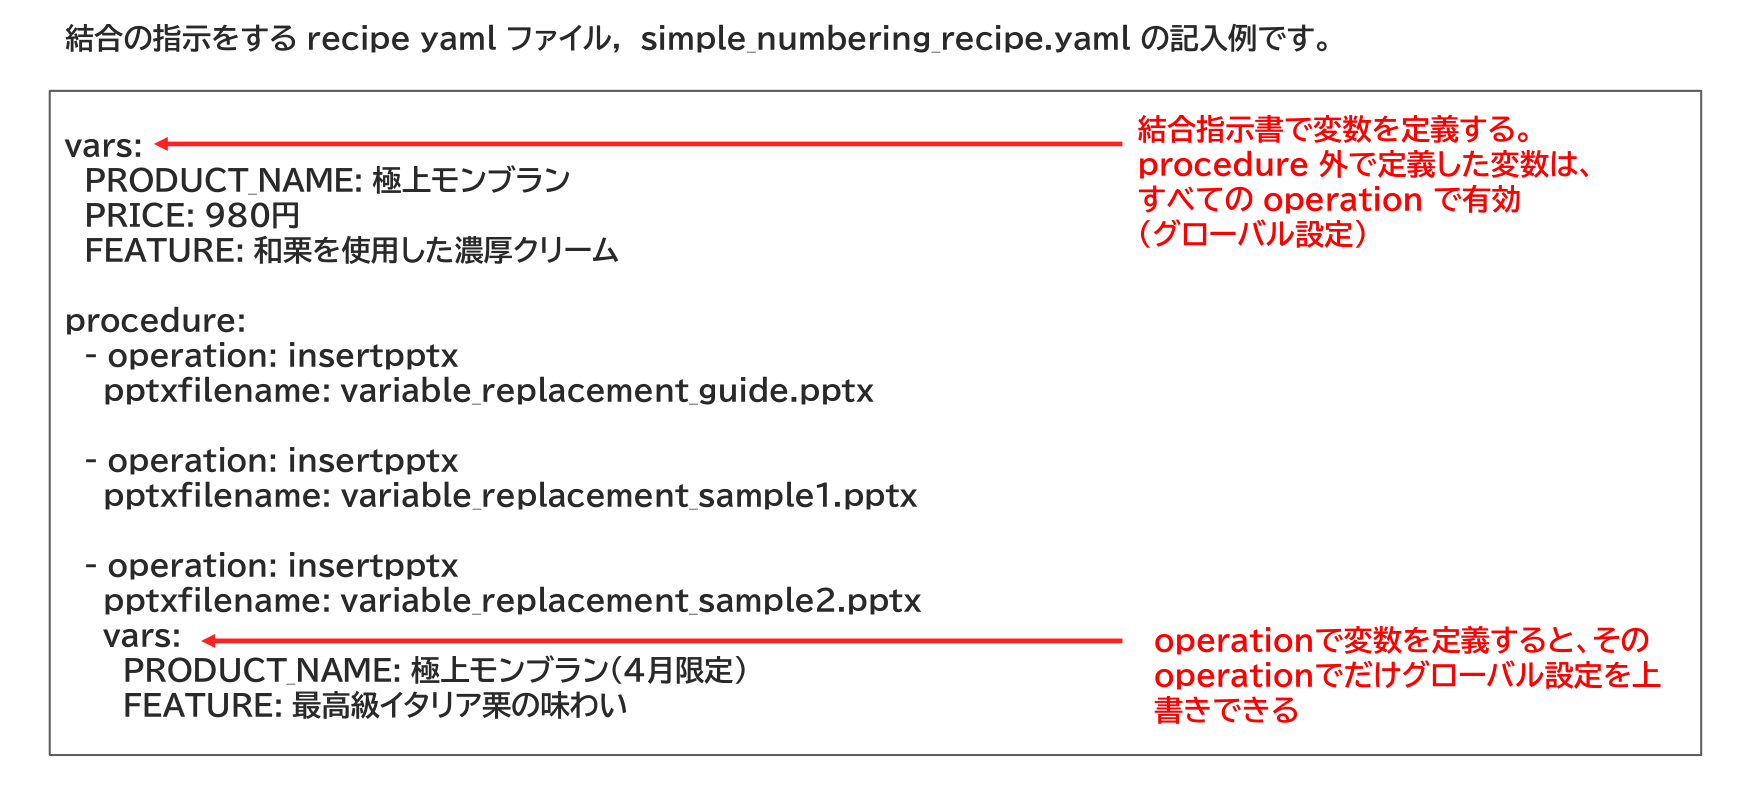 結合の指示をする recipe yaml ファイル, simple_numbering_recipe.yaml の記入例です。
vars:
PRODUCT_NAME: 極上モンブラン
PRICE: 980円
FEATURE: 和栗を使用した濃厚クリーム
結合指示書で変数を定義する。
procedure 外で定義した変数は、
すべての operation で有効
（グローバル設定）
procedure:
- operation: insertpptx
pptxfilename: variable_replacement_guide.pptx
- operation: insertpptx
pptxfilename: variable_replacement_sample1.pptx
- operation: insertpptx
pptxfilename: variable_replacement_sample2.pptx
vars:
PRODUCT_NAME: 極上モンブラン（4月限定）
FEATURE: 最高級イタリア栗の味わい
operationで変数を定義すると、その
operationでだけグローバル設定を上
書きできる